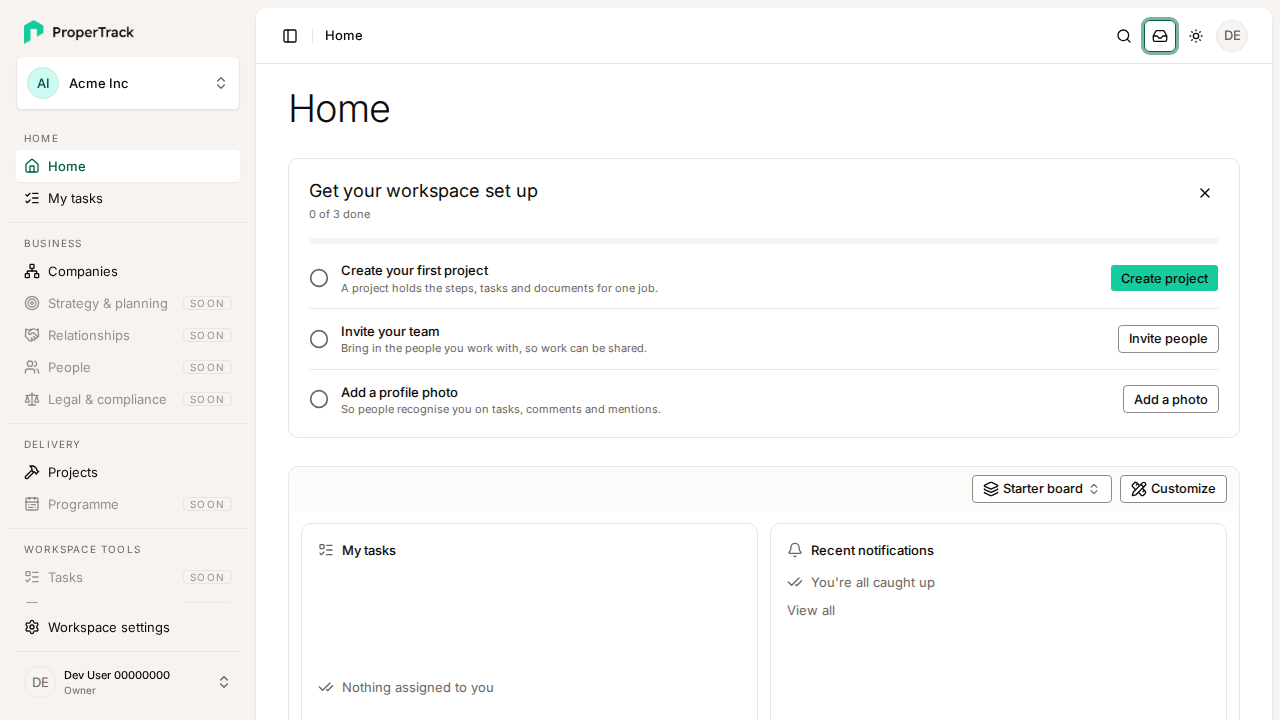 ProperTrack
AI
Acme Inc
HOME
Home
My tasks
BUSINESS
Companies
Strategy & planning
SOON
Relationships
SOON
People
SOON
Legal & compliance
SOON
DELIVERY
Projects
Programme
SOON
WORKSPACE TOOLS
Tasks
SOON
Workspace settings
DE
Dev User 00000000
Owner
Home
DE
Home
Get your workspace set up
0 of 3 done
Create your first project
A project holds the steps, tasks and documents for one job.
Create project
Invite your team
Bring in the people you work with, so work can be shared.
Invite people
Add a profile photo
So people recognise you on tasks, comments and mentions.
Add a photo
Starter board
Customize
My tasks
Nothing assigned to you
Recent notifications
You're all caught up
View all